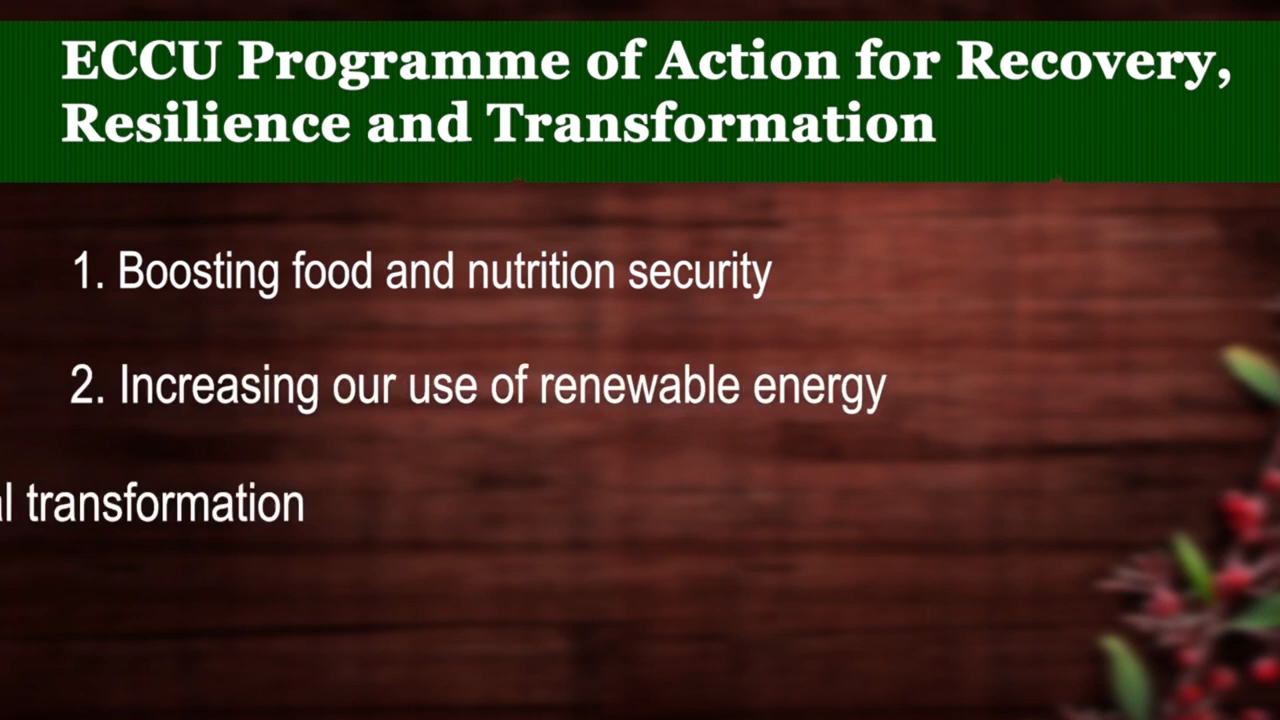 ECCU Programme of Action for Recovery,
Resilience and Transformation
1. Boosting food and nutrition security
2. Increasing our use of renewable energy
transformation